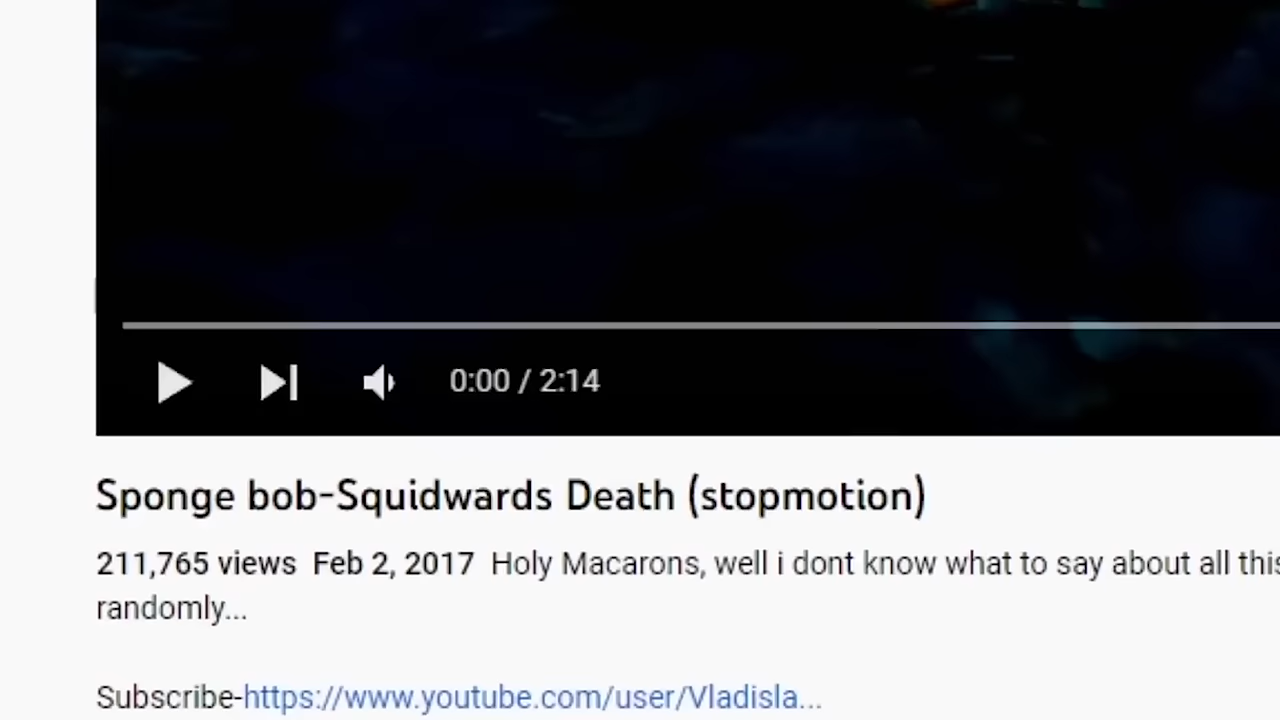 0:00 / 2:14
Sponge bob-Squidwards Death (stopmotion)
211,765 views Feb 2, 2017 Holy Macarons, well i dont know what to say about all this
randomly...
Subscribe-https://www.youtube.com/user/Vladisla...